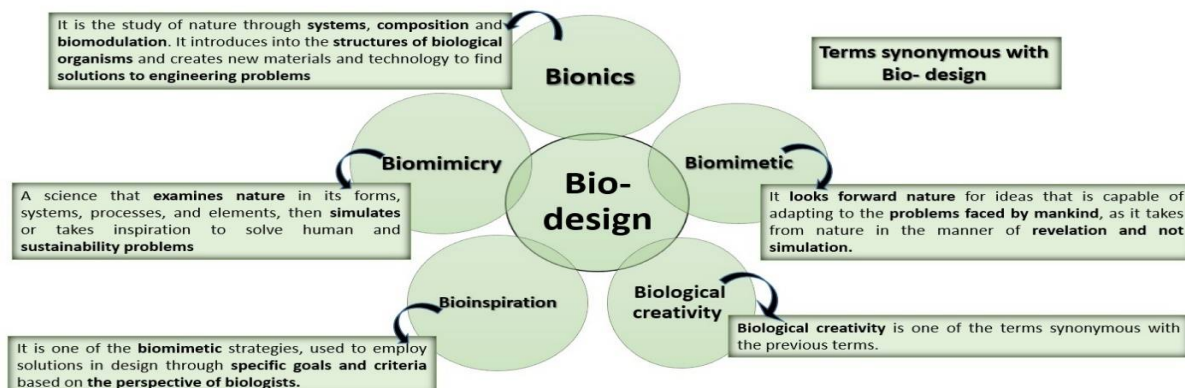 It is the study of nature through systems, composition and
biomodulation. It introduces into the structures of biological
organisms and creates new materials and technology to find
solutions to engineering problems
Bionics
Terms synonymous with
Bio- design
Biomimicry
Biomimetic
Bio-
design
A science that examines nature in its forms,
systems, processes, and elements, then simulates
or takes inspiration to solve human and
sustainability problems
It looks forward nature for ideas that is capable of
adapting to the problems faced by mankind, as it takes
from nature in the manner of revelation and not
simulation.
Bioinspiration
Biological
creativity
It is one of the biomimetic strategies, used to employ
solutions in design through specific goals and criteria
based on the perspective of biologists.
Biological creativity is one of the terms synonymous with
the previous terms.